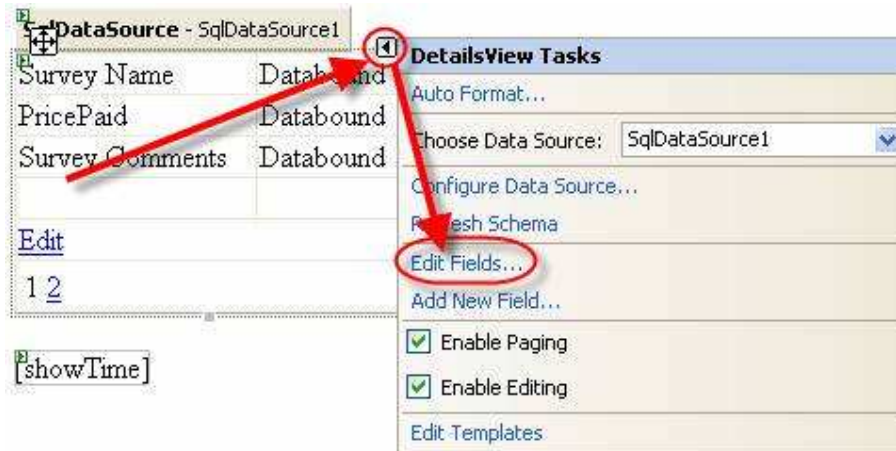 SqlDataSource - SqlDataSource1
Survey Name Databound
PricePaid Databound
Survey Comments Databound
Edit
1 2
[showTime]
DetailsView Tasks
Auto Format...
Choose Data Source: SqlDataSource1
Configure Data Source...
Refresh Schema
Edit Fields...
Add New Field...
Enable Paging
Enable Editing
Edit Templates